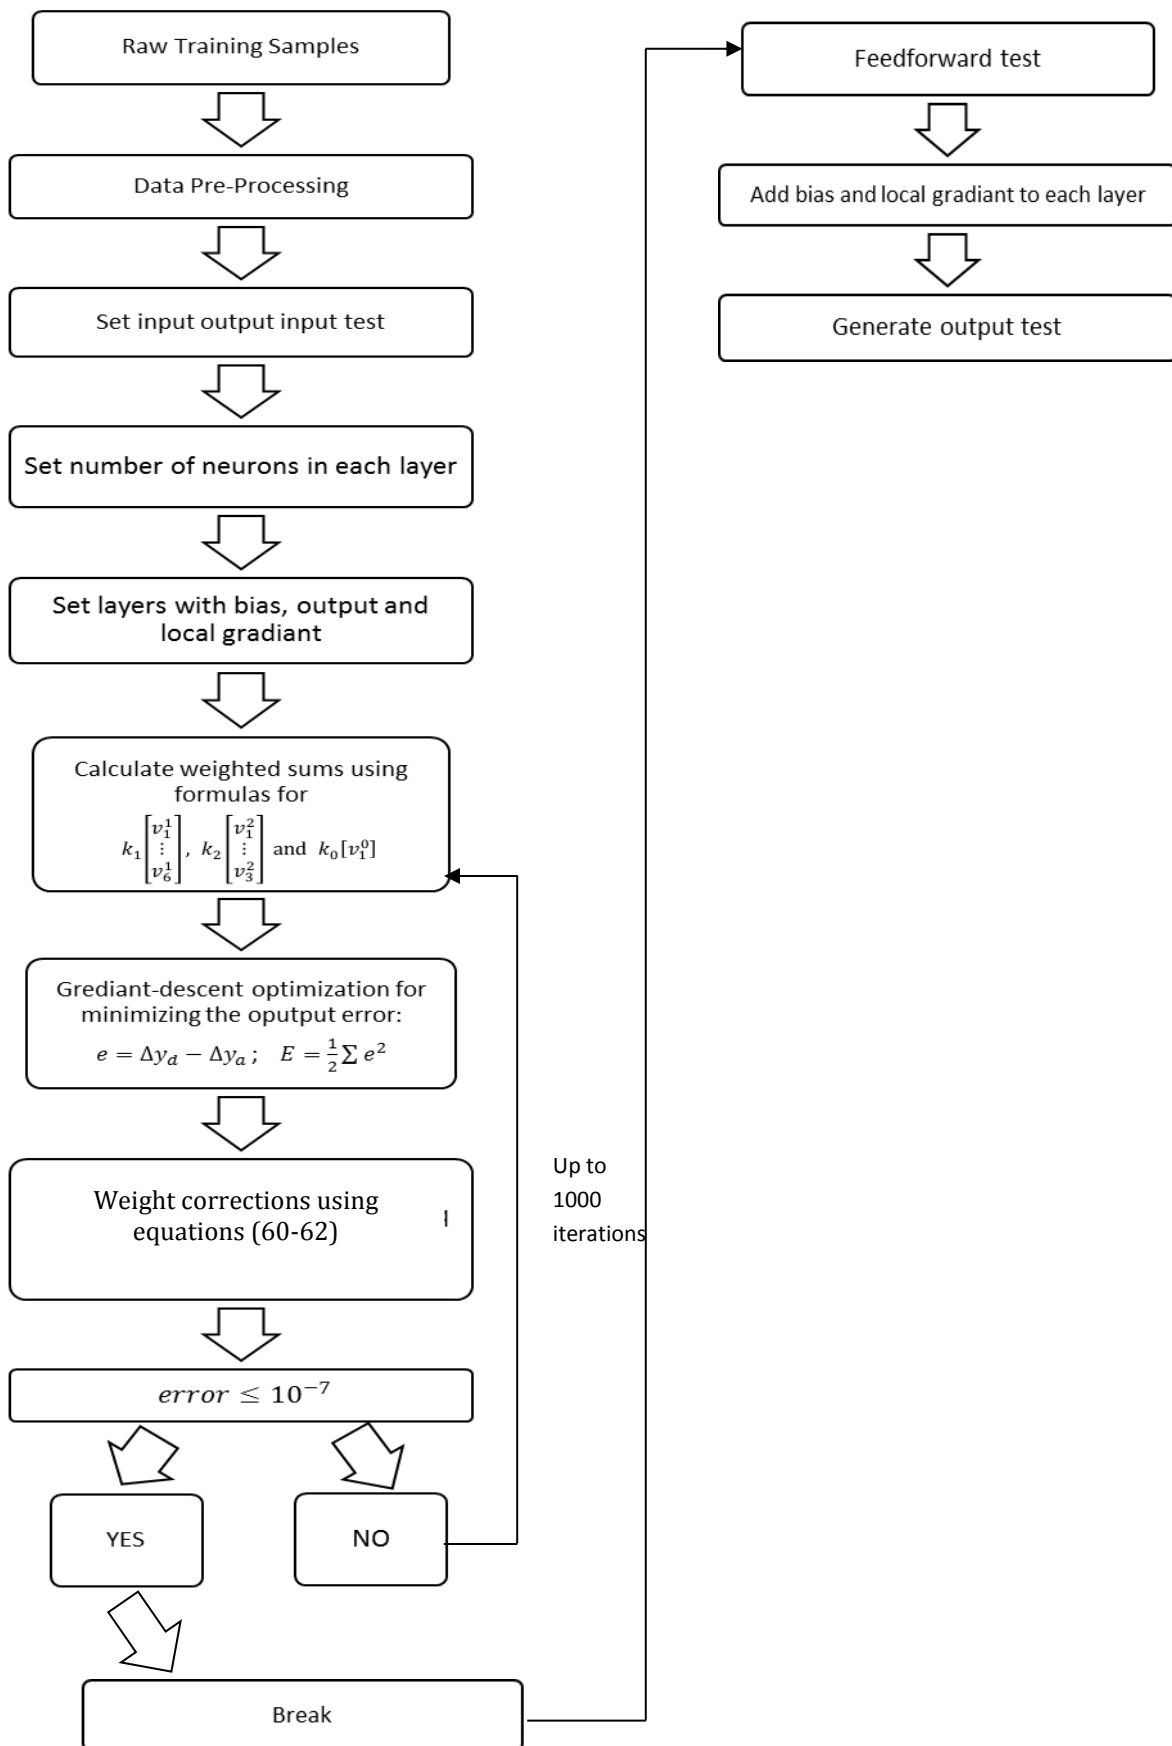 Raw Training Samples
Data Pre-Processing
Set input output input test
Set number of neurons in each layer
Set layers with bias, output and
local gradiant
Calculate weighted sums using
formulas for
k₁[v₁¹ ⋮ v₆¹], k₂[v₁² ⋮ v₃²] and k₀[v₁⁰]
Grediant-descent optimization for
minimizing the oputput error:
e = Δy_d − Δy_a ; E = ½ Σ e²
Weight corrections using
equations (60-62)
error ≤ 10⁻⁷
YES
NO
Break
Up to
1000
iterations
Feedforward test
Add bias and local gradiant to each layer
Generate output test